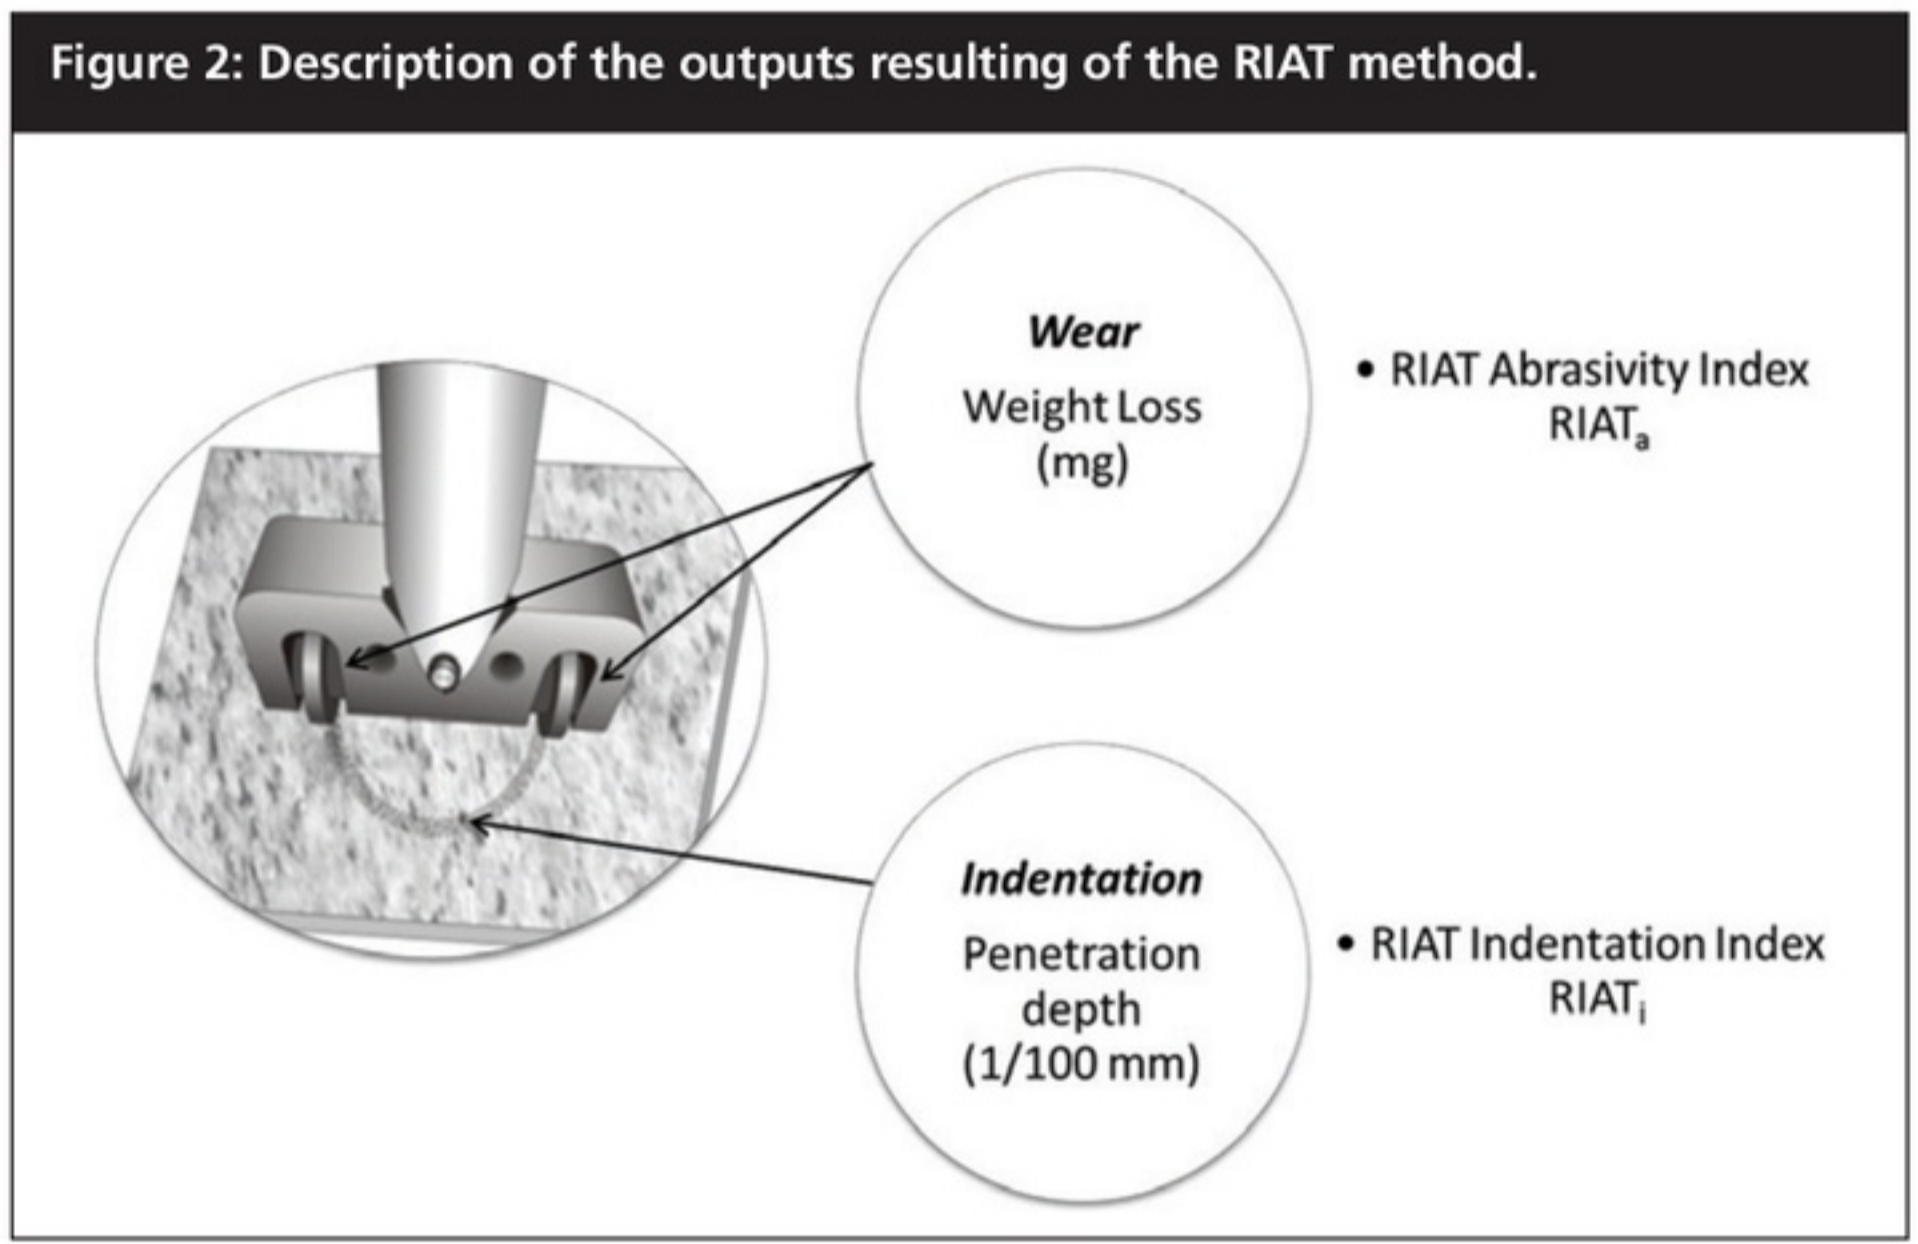 Figure 2: Description of the outputs resulting of the RIAT method.
Wear
Weight Loss
(mg)
• RIAT Abrasivity Index
RIATa
Indentation
Penetration
depth
(1/100 mm)
• RIAT Indentation Index
RIATi